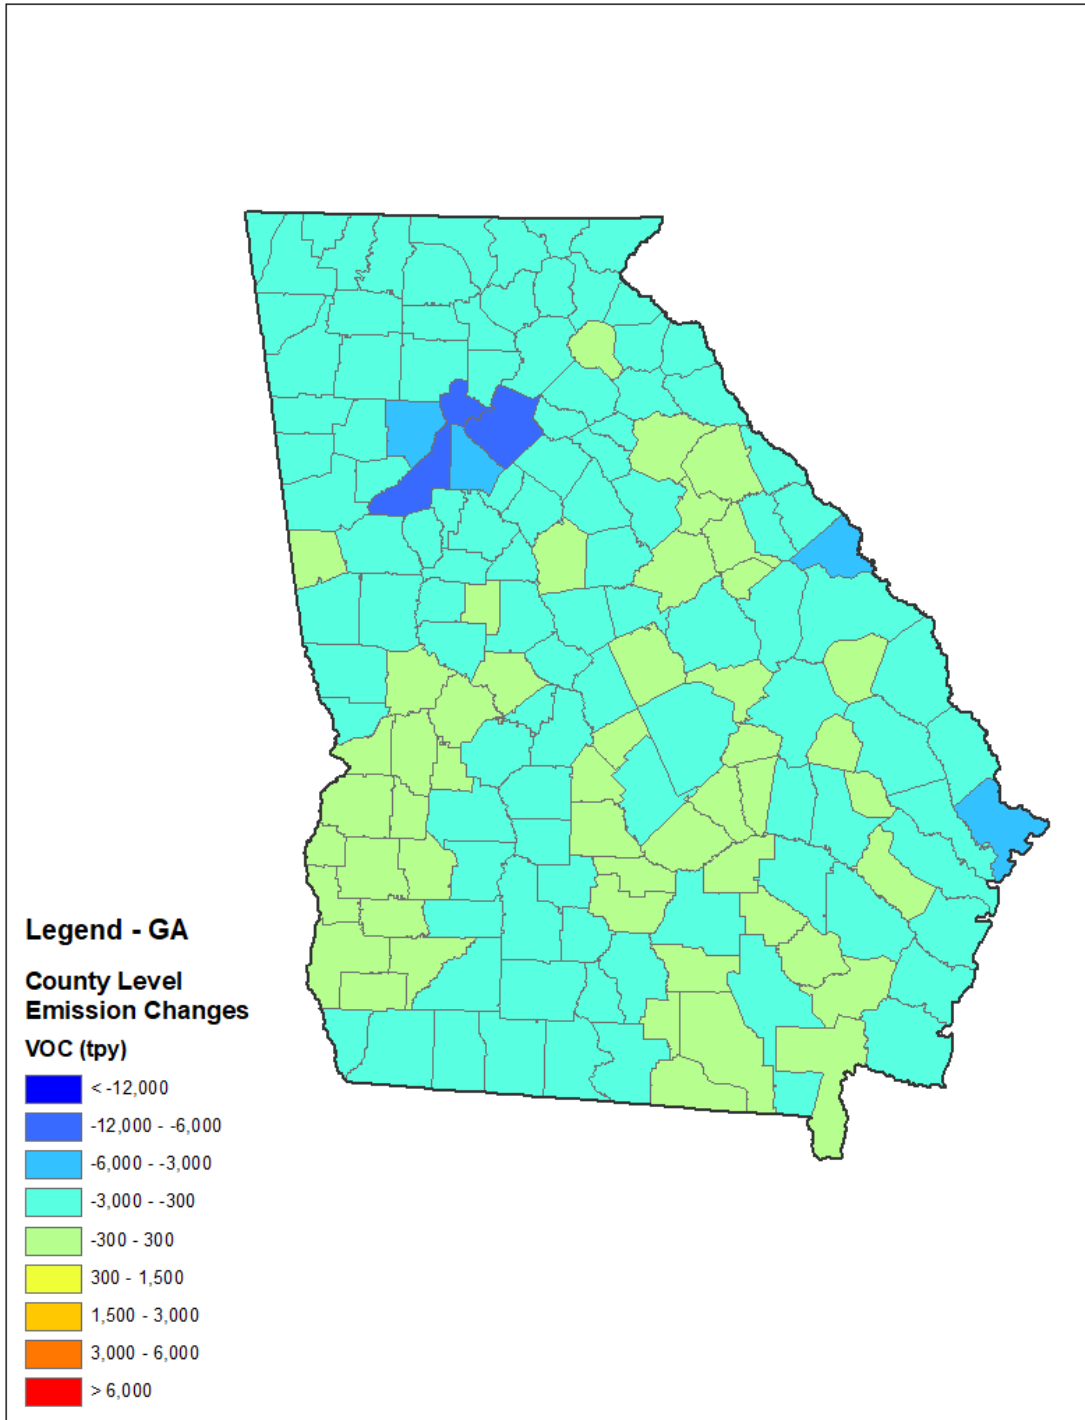 Legend - GA
County Level
Emission Changes
VOC (tpy)
< -12,000
-12,000 - -6,000
-6,000 - -3,000
-3,000 - -300
-300 - 300
300 - 1,500
1,500 - 3,000
3,000 - 6,000
> 6,000